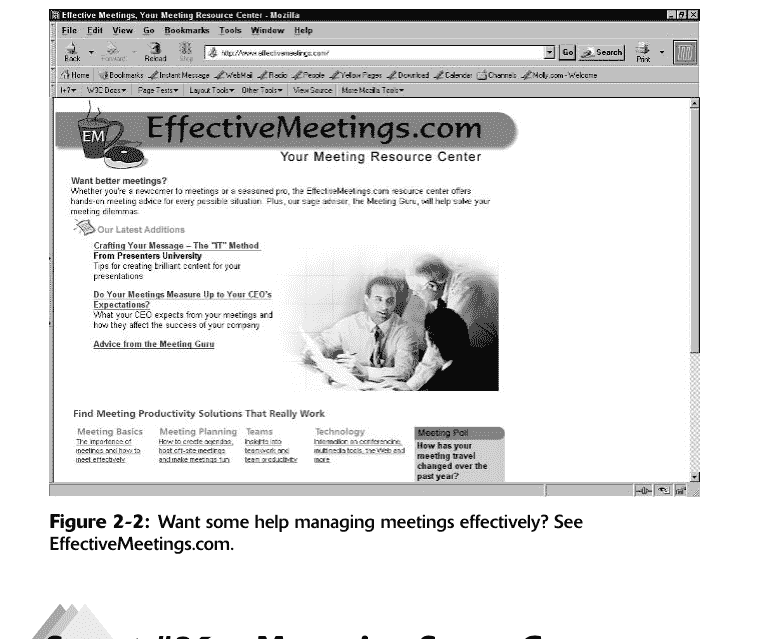 Effective Meetings, Your Meeting Resource Center - Mozilla
File Edit View Go Bookmarks Tools Window Help
http://www.effectivemeetings.com/ Go Search
Back Forward Reload Stop Print
Home Bookmarks Instant Message WebMail Radio People Yellow Pages Download Calendar Channels Molly.com - Welcome
W3C Docs Page Tests Layout Tools Other Tools View Source More Mozilla Tools
EM
EffectiveMeetings.com
Your Meeting Resource Center
Want better meetings?
Whether you're a newcomer to meetings or a seasoned pro, the EffectiveMeetings.com resource center offers
hands-on meeting advice for every possible situation. Plus, our sage advisor, the Meeting Guru, will help solve your
meeting dilemmas.
Our Latest Additions
Crafting Your Message – The "IT" Method
From Presenters University
Tips for creating brilliant content for your
presentations
Do Your Meetings Measure Up to Your CEO's
Expectations?
What your CEO expects from your meetings and
how they affect the success of your company
Advice from the Meeting Guru
Find Meeting Productivity Solutions That Really Work
Meeting Basics
The importence of
meetings and how to
meet effectively
Meeting Planning
How to create agendas,
host off-site meetings
and make meetings fun
Teams
Insights into
teamwork and
team productivity
Technology
Information on conferencing,
multimedia tools, the Web and
more
Meeting Poll
How has your
meeting travel
changed over the
past year?
Figure 2-2: Want some help managing meetings effectively? See
EffectiveMeetings.com.